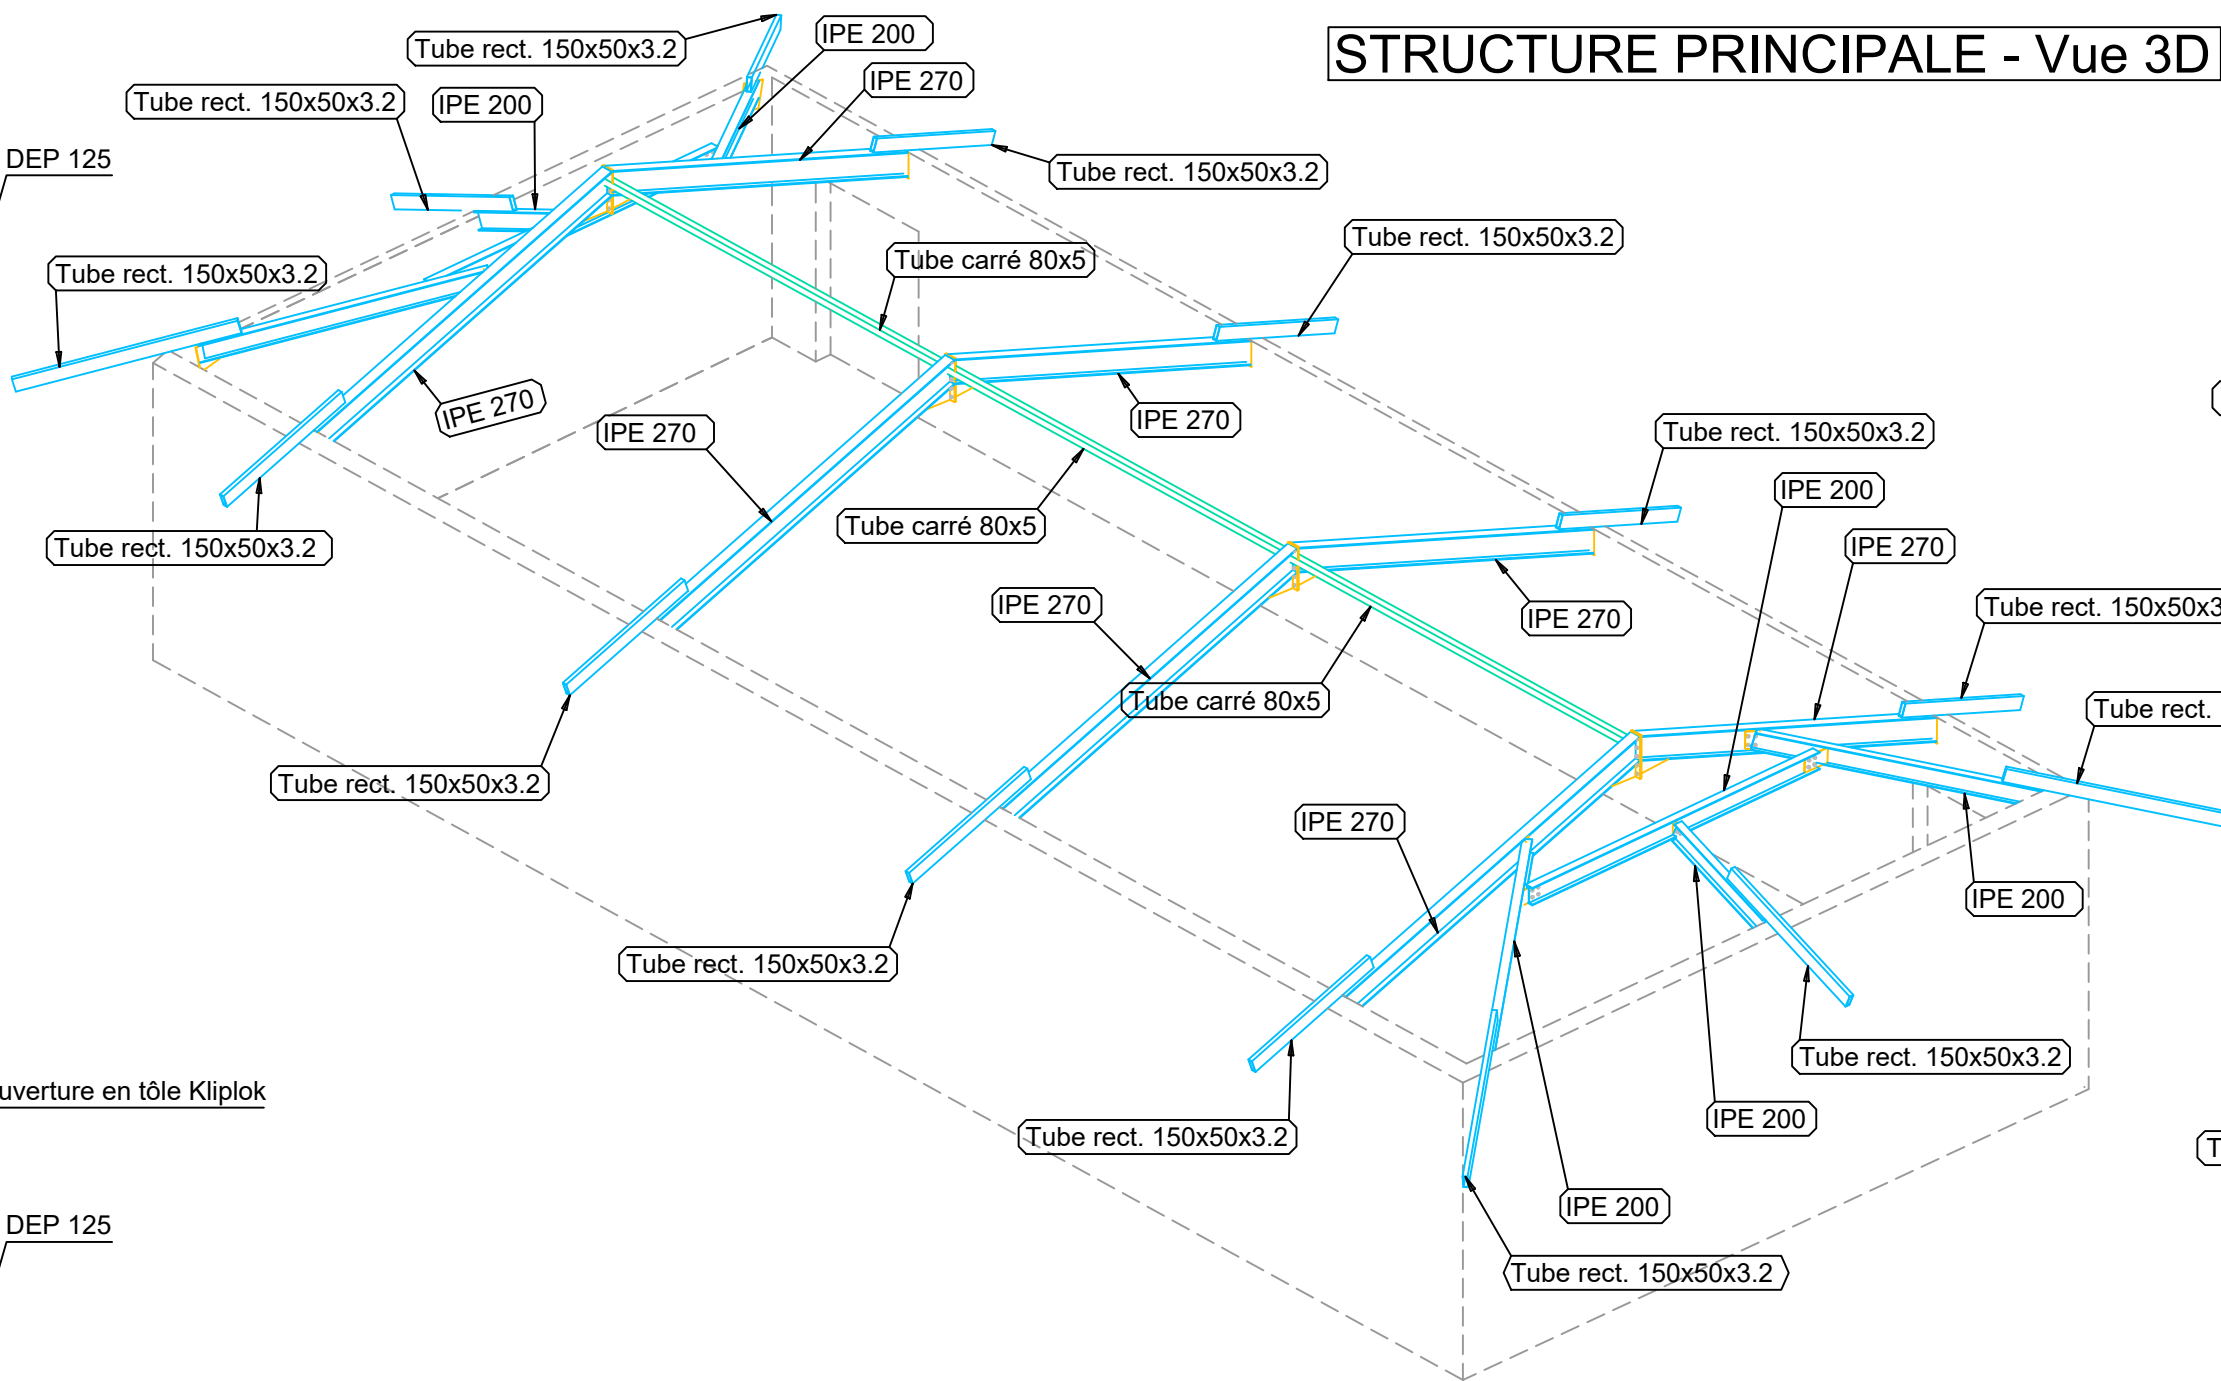 STRUCTURE PRINCIPALE - Vue 3D
Tube rect. 150x50x3.2
IPE 200
IPE 270
Tube rect. 150x50x3.2
IPE 200
DEP 125
Tube rect. 150x50x3.2
Tube rect. 150x50x3.2
Tube carré 80x5
Tube rect. 150x50x3.2
IPE 270
IPE 270
IPE 270
Tube rect. 150x50x3.2
IPE 200
Tube carré 80x5
Tube rect. 150x50x3.2
IPE 270
IPE 270
IPE 270
Tube rect. 150x50x3
Tube carré 80x5
Tube rect.
Tube rect. 150x50x3.2
IPE 270
IPE 200
Tube rect. 150x50x3.2
Tube rect. 150x50x3.2
uverture en tôle Kliplok
IPE 200
Tube rect. 150x50x3.2
T
IPE 200
DEP 125
Tube rect. 150x50x3.2